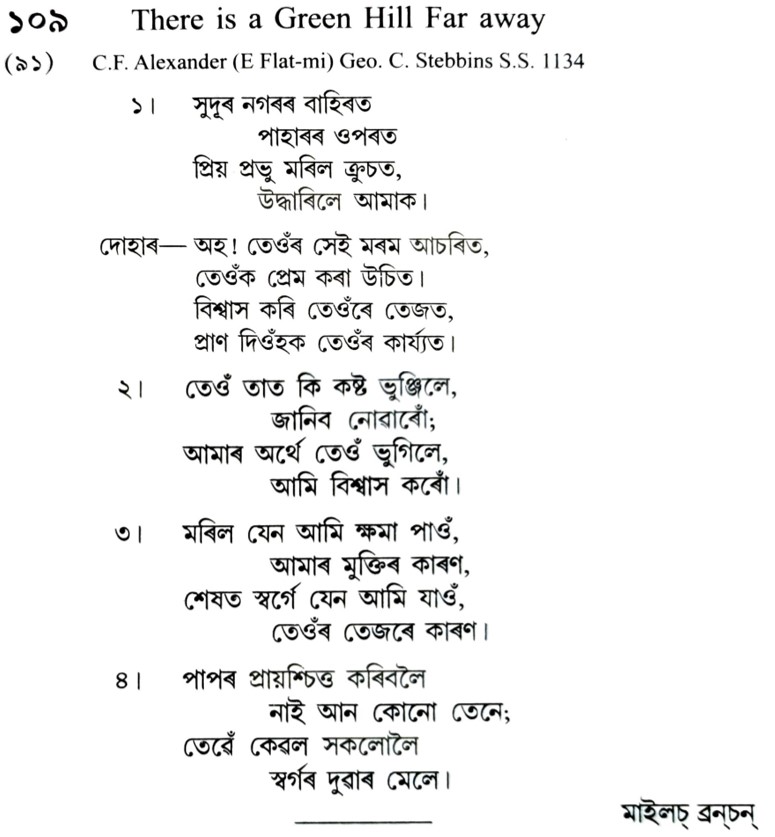 ১০৯ There is a Green Hill Far away
(৯১) C.F. Alexander (E Flat-mi) Geo. C. Stebbins S.S. 1134
১। সুদূৰ নগৰৰ বাহিৰত
পাহাৰৰ ওপৰত
প্ৰিয় প্ৰভু মৰিল ক্ৰুচত,
উদ্ধাৰিলে আমাক।
দোহাৰ— অহ! তেওঁৰ সেই মৰম আচৰিত,
তেওঁক প্ৰেম কৰা উচিত।
বিশ্বাস কৰি তেওঁৰে তেজত,
প্ৰাণ দিওঁহক তেওঁৰ কাৰ্য্যত।
২। তেওঁ তাত কি কষ্ট ভুঞ্জিলে,
জানিব নোৱাৰোঁ;
আমাৰ অৰ্থে তেওঁ ভুগিলে,
আমি বিশ্বাস কৰোঁ।
৩। মৰিল যেন আমি ক্ষমা পাওঁ,
আমাৰ মুক্তিৰ কাৰণ,
শেষত স্বৰ্গে যেন আমি যাওঁ,
তেওঁৰ তেজৰে কাৰণ।
৪। পাপৰ প্ৰায়শ্চিত্ত কৰিবলৈ
নাই আন কোনো তেনে;
তেৱেঁ কেৱল সকলোলৈ
স্বৰ্গৰ দুৱাৰ মেলে।
মাইলচ্ ব্ৰন্‌চন্